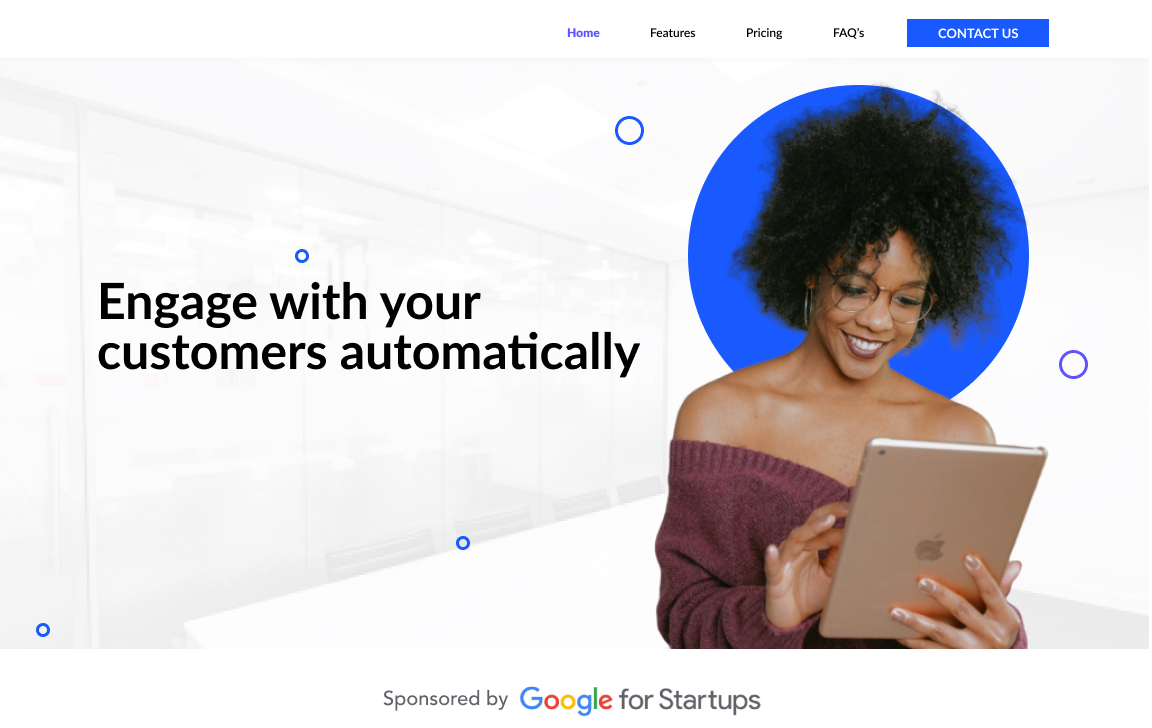 Home Features Pricing FAQ's CONTACT US
Engage with your
customers automatically
Sponsored by Google for Startups